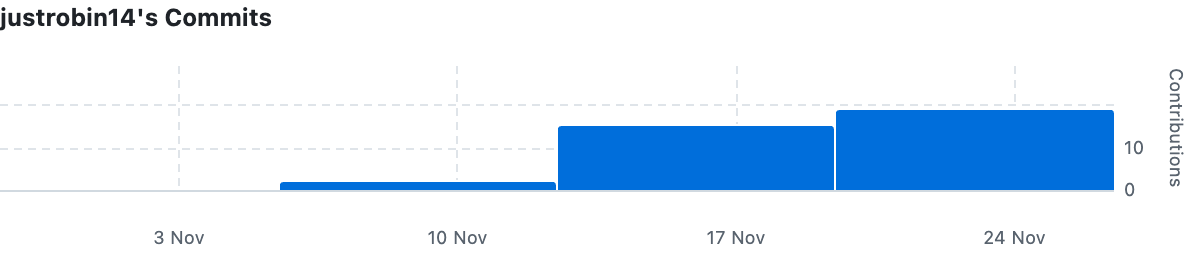 justrobin14's Commits
Contributions
10
0
3 Nov 10 Nov 17 Nov 24 Nov